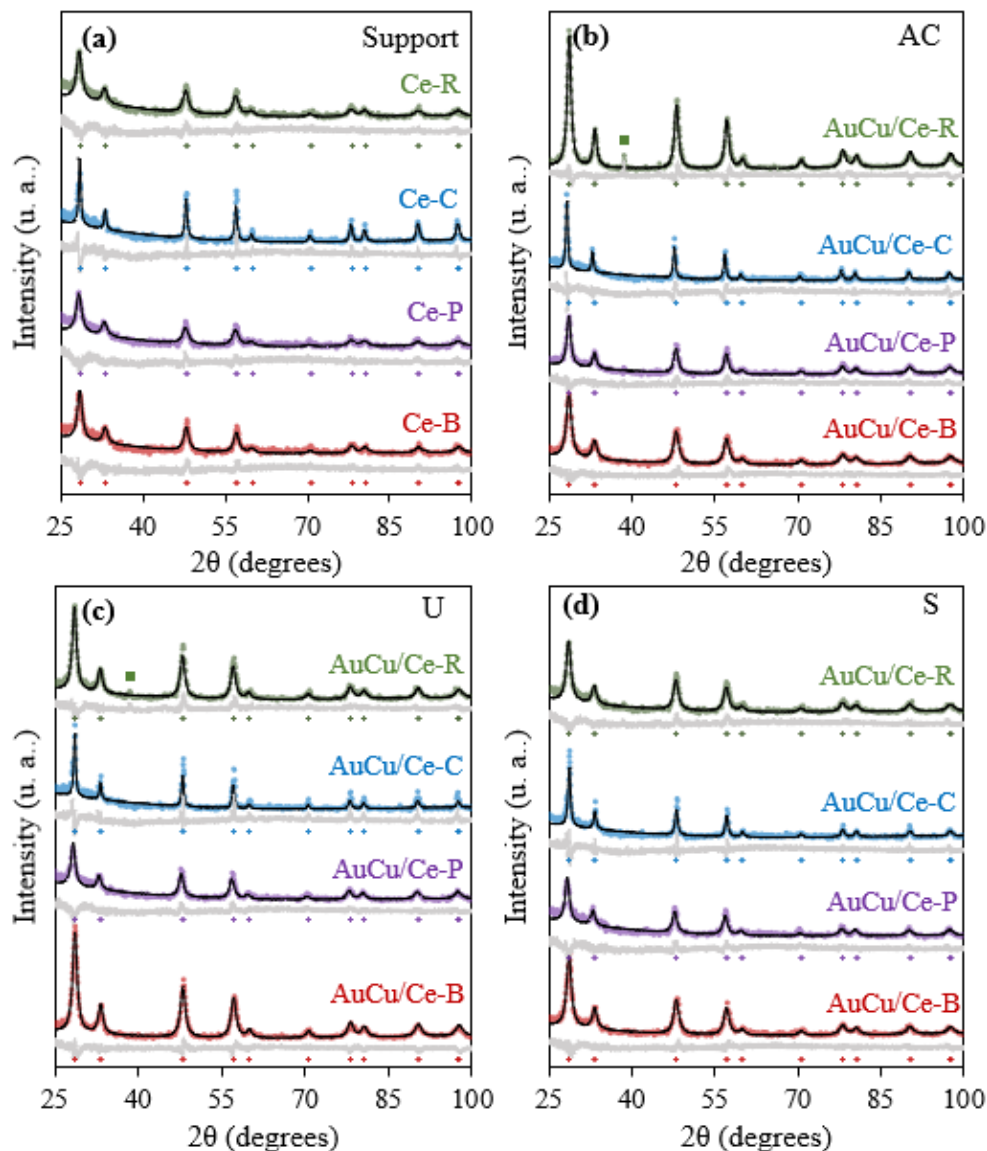 (a) Support
Ce-R
Ce-C
Ce-P
Ce-B
Intensity (u. a..)
25 40 55 70 85 100
2θ (degrees)
(b) AC
AuCu/Ce-R
AuCu/Ce-C
AuCu/Ce-P
AuCu/Ce-B
Intensity (u. a..)
25 40 55 70 85 100
2θ (degrees)
(c) U
AuCu/Ce-R
AuCu/Ce-C
AuCu/Ce-P
AuCu/Ce-B
Intensity (u. a..)
25 40 55 70 85 100
2θ (degrees)
(d) S
AuCu/Ce-R
AuCu/Ce-C
AuCu/Ce-P
AuCu/Ce-B
Intensity (u. a..)
25 40 55 70 85 100
2θ (degrees)